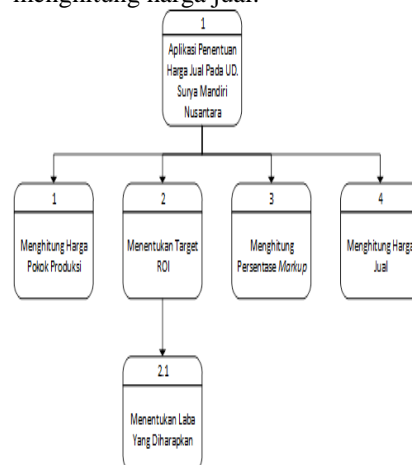 menghitung harga jual.
1
Aplikasi Penentuan
Harga Jual Pada UD.
Surya Mandiri
Nusantara
1
Menghitung Harga
Pokok Produksi
2
Menentukan Target
ROI
3
Menghitung
Persentase Markup
4
Menghitung Harga
Jual
2.1
Menentukan Laba
Yang Diharapkan